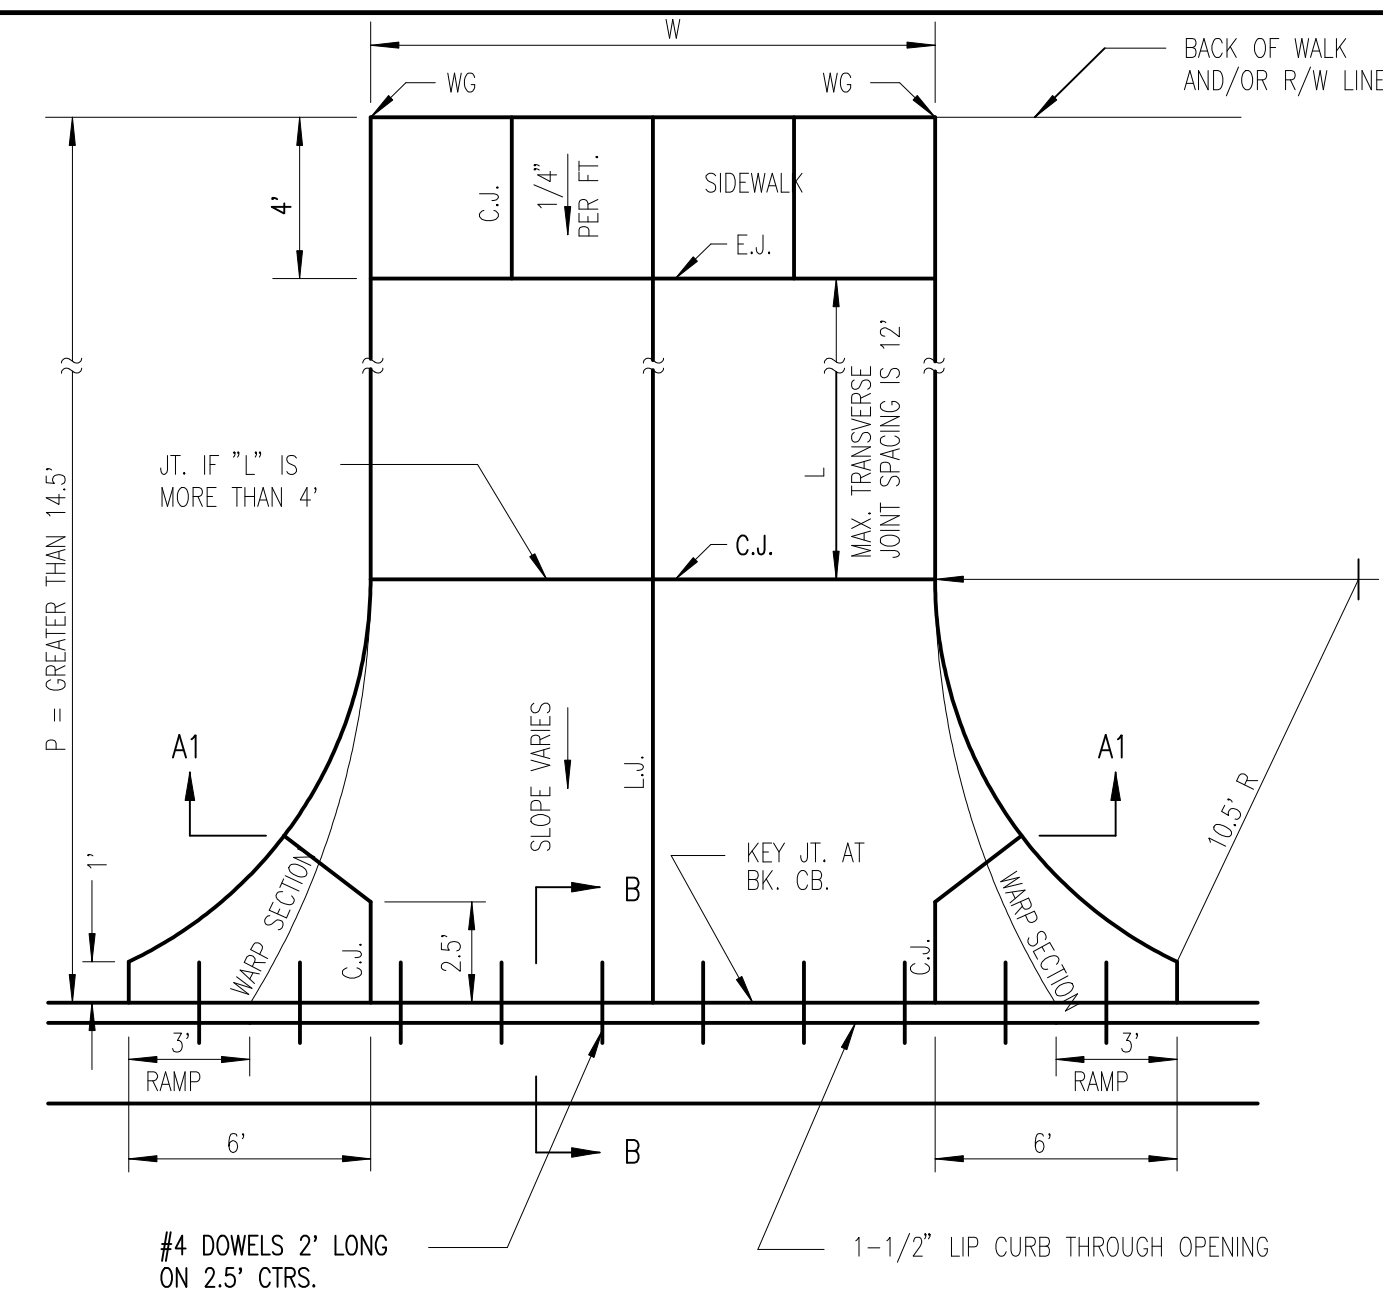 W
WG
WG
BACK OF WALK
AND/OR R/W LINE
4'
C.J.
1/4"
PER FT.
SIDEWALK
E.J.
P = GREATER THAN 14.5'
JT. IF "L" IS
MORE THAN 4'
L
MAX. TRANSVERSE
JOINT SPACING IS 12'
C.J.
A1
A1
SLOPE VARIES
L.J.
10.5' R
1'
WARP SECTION
C.J.
2.5'
B
KEY JT. AT
BK. CB.
C.J.
WARP SECTION
3'
RAMP
3'
RAMP
6'
B
6'
#4 DOWELS 2' LONG
ON 2.5' CTRS.
1-1/2" LIP CURB THROUGH OPENING